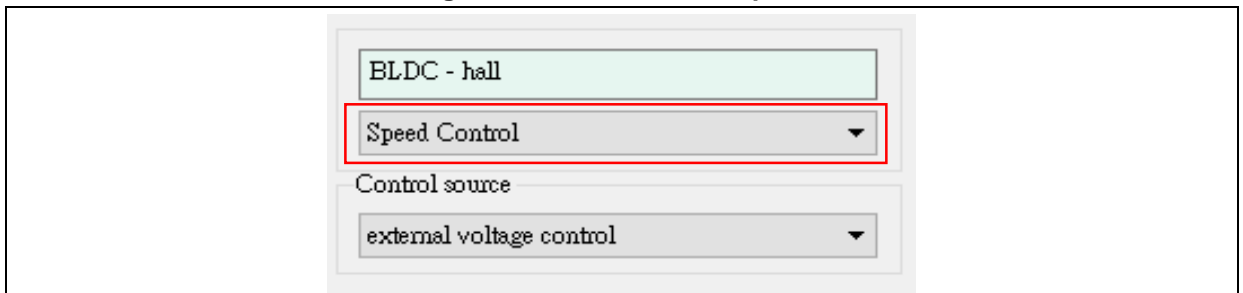 BLDC - hall
Speed Control
Control source
external voltage control